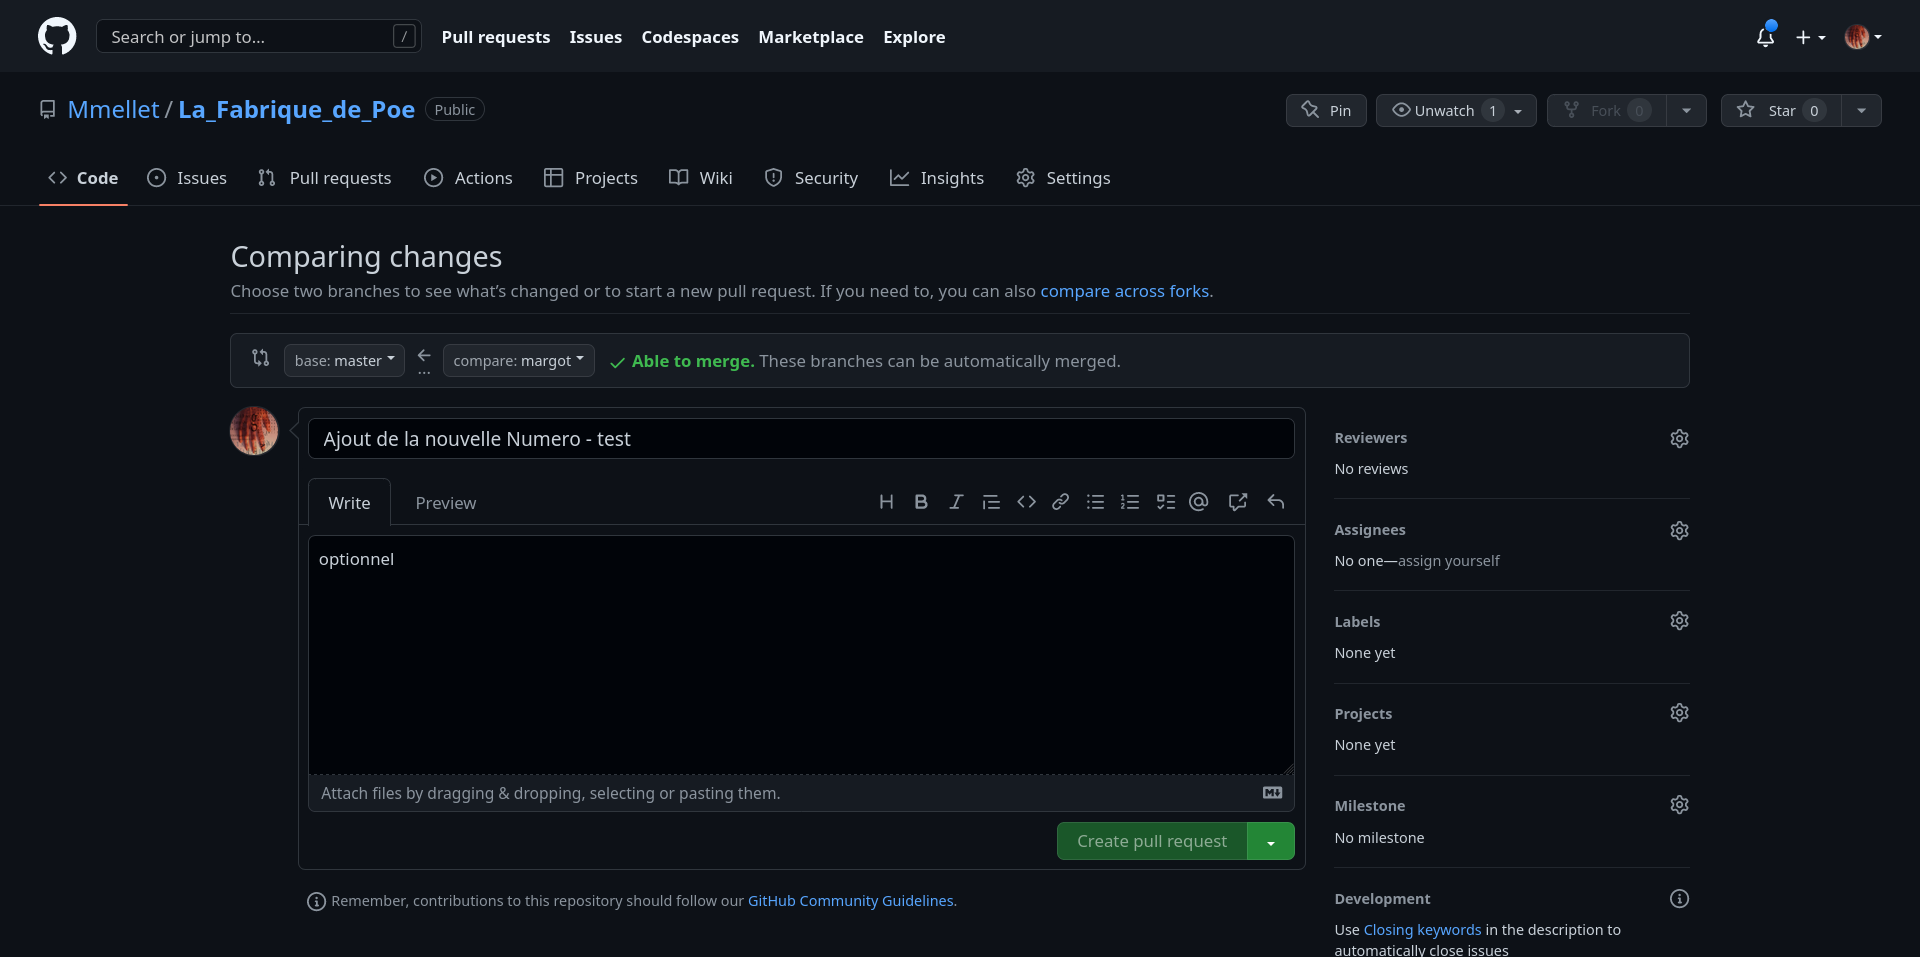 Search or jump to... / Pull requests Issues Codespaces Marketplace Explore
Mmellet / La_Fabrique_de_Poe Public Pin Unwatch 1 Fork 0 Star 0
Code Issues Pull requests Actions Projects Wiki Security Insights Settings
Comparing changes
Choose two branches to see what’s changed or to start a new pull request. If you need to, you can also compare across forks.
base: master ... compare: margot Able to merge. These branches can be automatically merged.
Ajout de la nouvelle Numero - test
Write Preview
optionnel
Attach files by dragging & dropping, selecting or pasting them.
Create pull request
Remember, contributions to this repository should follow our GitHub Community Guidelines.
Reviewers
No reviews
Assignees
No one—assign yourself
Labels
None yet
Projects
None yet
Milestone
No milestone
Development
Use Closing keywords in the description to
automatically close issues